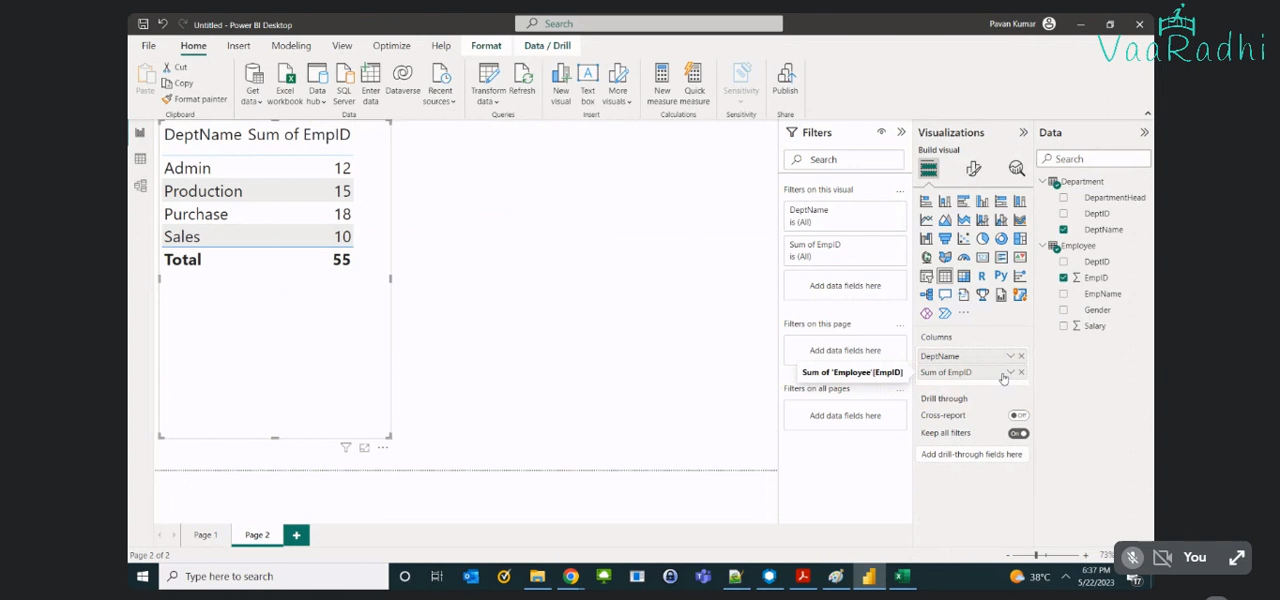 Untitled - Power BI Desktop
Search
Pavan Kumar
VaaRadhi
File Home Insert Modeling View Optimize Help Format Data / Drill
Paste
Cut
Copy
Format painter
Clipboard
Get data
Excel workbook
Data hub
SQL Server
Enter data
Dataverse
Recent sources
Data
Transform data
Refresh
Queries
New visual
Text box
More visuals
Insert
New measure
Quick measure
Calculations
Sensitivity
Sensitivity
Publish
Share
DeptName Sum of EmpID
Admin 12
Production 15
Purchase 18
Sales 10
Total 55
Filters
Search
Filters on this visual ...
DeptName
is (All)
Sum of EmpID
is (All)
Add data fields here
Filters on this page ...
Add data fields here
Sum of 'Employee'[EmpID]
Filters on all pages ...
Add data fields here
Visualizations
Build visual
R
Py
Columns
DeptName
Sum of EmpID
Drill through
Cross-report Off
Keep all filters On
Add drill-through fields here
Data
Search
Department
DepartmentHead
DeptID
DeptName
Employee
DeptID
Σ EmpID
EmpName
Gender
Σ Salary
Page 1
Page 2
+
Page 2 of 2
- + 73%
You
Type here to search
38°C
6:37 PM
5/22/2023
17